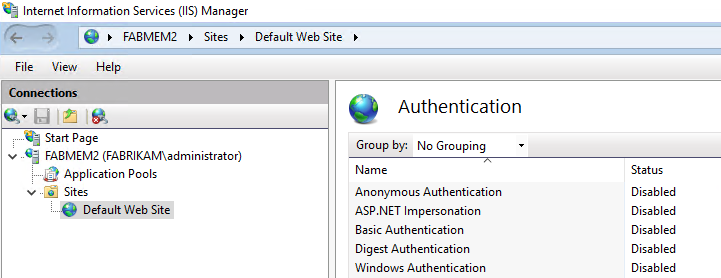 Internet Information Services (IIS) Manager
FABMEM2 Sites Default Web Site
File View Help
Connections
Start Page
FABMEM2 (FABRIKAM\administrator)
Application Pools
Sites
Default Web Site
Authentication
Group by: No Grouping
Name Status
Anonymous Authentication Disabled
ASP.NET Impersonation Disabled
Basic Authentication Disabled
Digest Authentication Disabled
Windows Authentication Disabled